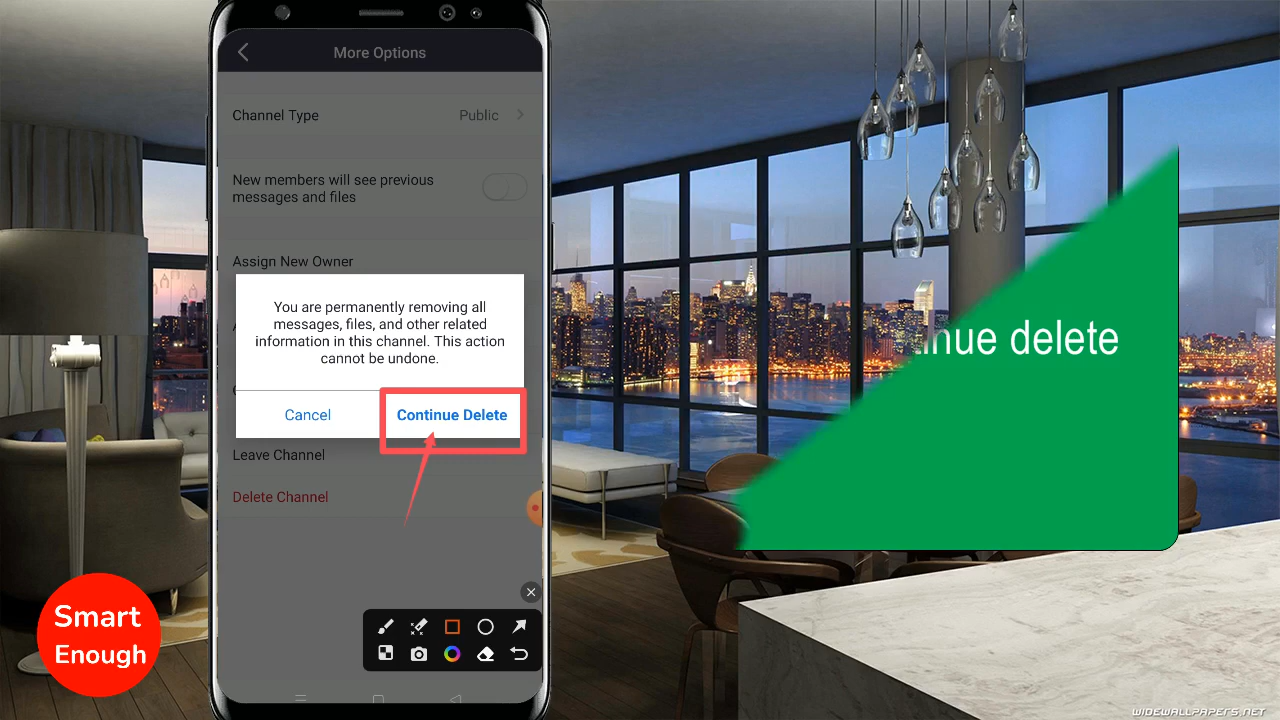 More Options
Channel Type
Public
New members will see previous
messages and files
Assign New Owner
You are permanently removing all
messages, files, and other related
information in this channel. This action
cannot be undone.
Cancel
Continue Delete
Leave Channel
Delete Channel
delete
Smart
Enough
WIDEWALLPAPERS.NET